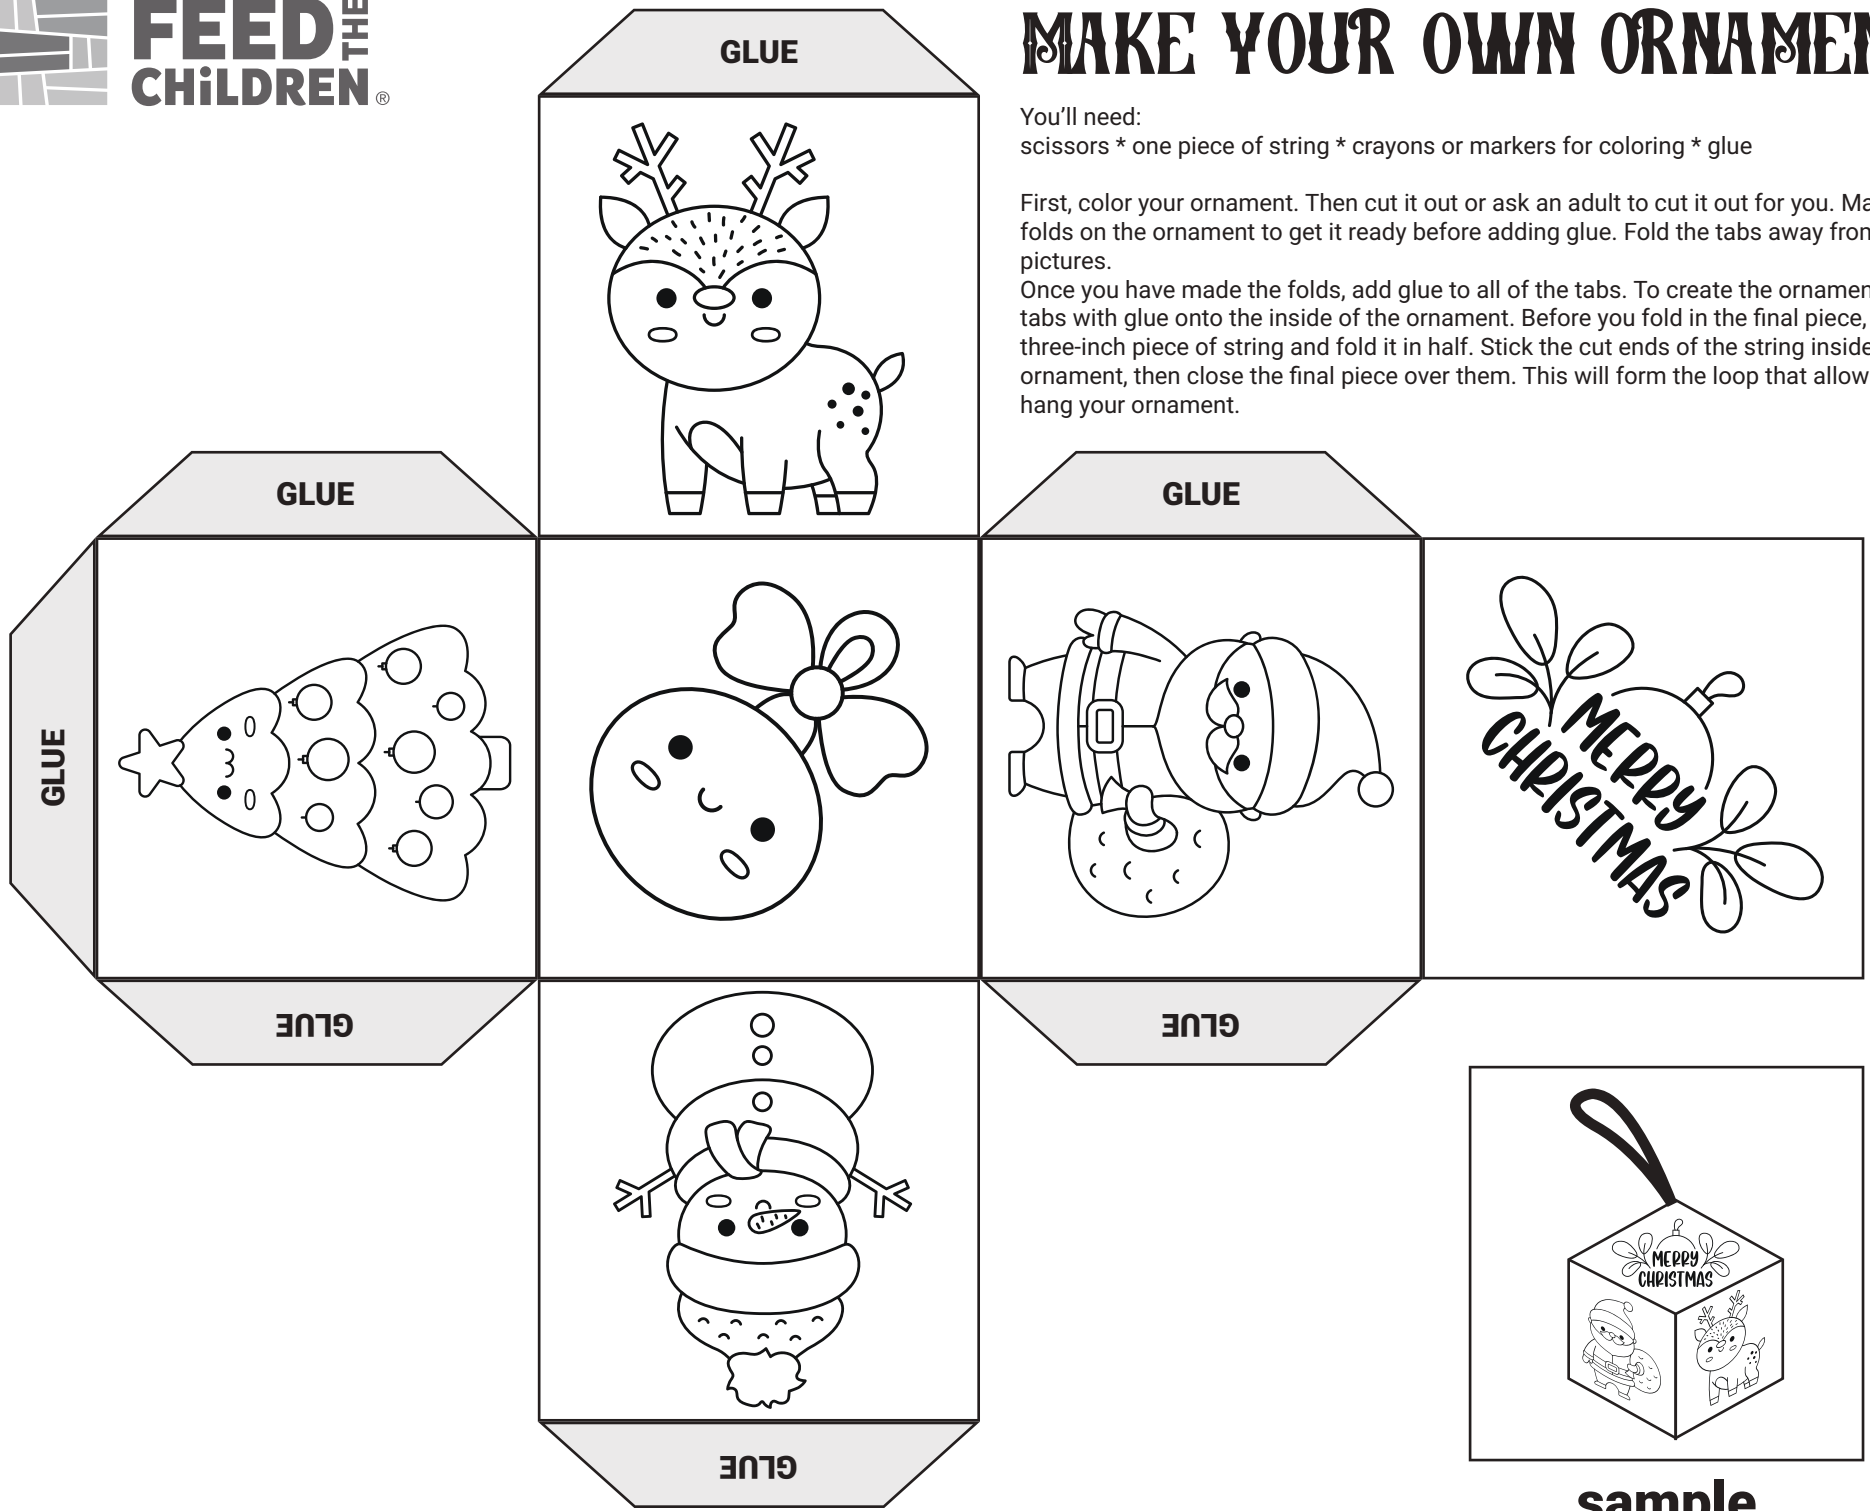 FEED THE
CHiLDREN®
GLUE
MAKE YOUR OWN
You’ll need:
scissors * one piece of string * crayons or markers for coloring * glue
First, color your ornament. Then cut it out or ask an adult to cut it out for you.
folds on the ornament to get it ready before adding glue. Fold the tabs away
pictures.
Once you have made the folds, add glue to all of the tabs. To create the
tabs with glue onto the inside of the ornament. Before you fold in the final piece,
three-inch piece of string and fold it in half. Stick the cut ends of the string inside
ornament, then close the final piece over them. This will form the loop that
hang your ornament.
GLUE
GLUE
GLUE
MERRY
CHRISTMAS
GLUE
GLUE
MERRY
CHRISTMAS
GLUE
sample